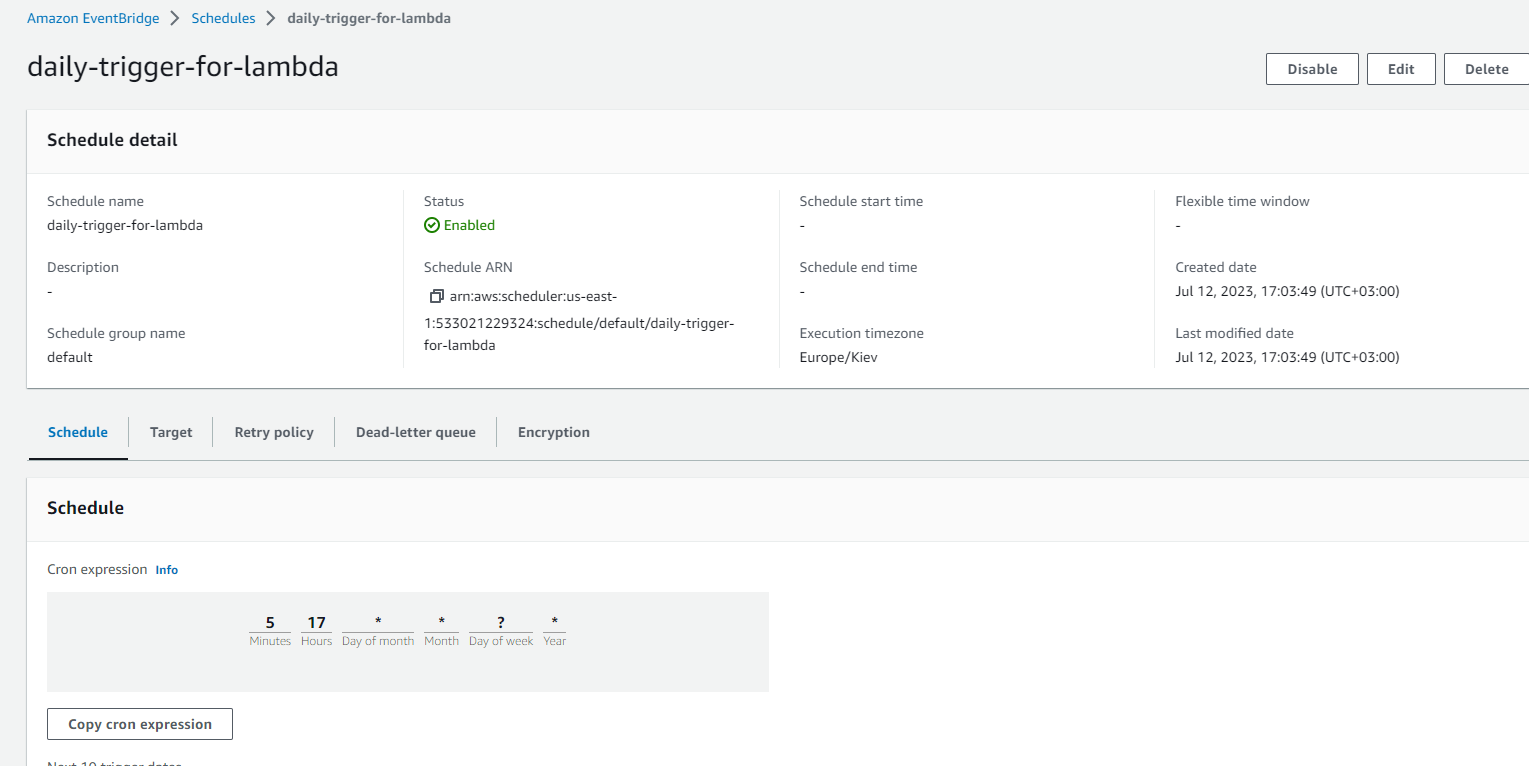 Amazon EventBridge > Schedules > daily-trigger-for-lambda
daily-trigger-for-lambda
Disable Edit Delete
Schedule detail
Schedule name
daily-trigger-for-lambda
Description
-
Schedule group name
default
Status
Enabled
Schedule ARN
arn:aws:scheduler:us-east-
1:533021229324:schedule/default/daily-trigger-
for-lambda
Schedule start time
-
Schedule end time
-
Execution timezone
Europe/Kiev
Flexible time window
-
Created date
Jul 12, 2023, 17:03:49 (UTC+03:00)
Last modified date
Jul 12, 2023, 17:03:49 (UTC+03:00)
Schedule Target Retry policy Dead-letter queue Encryption
Schedule
Cron expression Info
5 17 * * ? *
Minutes Hours Day of month Month Day of week Year
Copy cron expression
Next 10 trigger dates